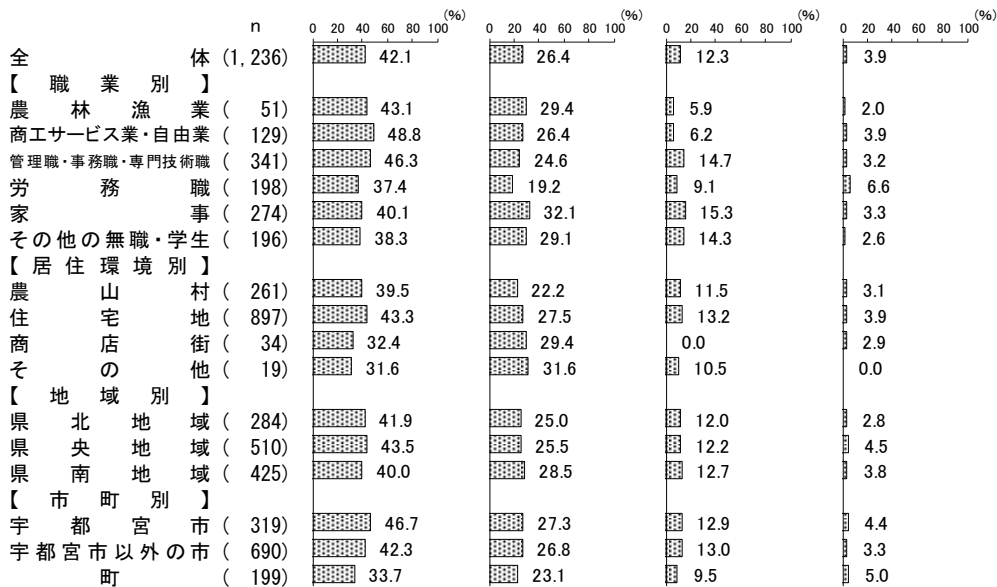 (%) (%) (%) (%)
n 0 20 40 60 80 100 0 20 40 60 80 100 0 20 40 60 80 100 0 20 40 60 80 100
全体 (1,236) 42.1 26.4 12.3 3.9
【職業別】
農林漁業 ( 51) 43.1 29.4 5.9 2.0
商工サービス業・自由業 ( 129) 48.8 26.4 6.2 3.9
管理職・事務職・専門技術職 ( 341) 46.3 24.6 14.7 3.2
労務職 ( 198) 37.4 19.2 9.1 6.6
家事 ( 274) 40.1 32.1 15.3 3.3
その他の無職・学生 ( 196) 38.3 29.1 14.3 2.6
【居住環境別】
農山村 ( 261) 39.5 22.2 11.5 3.1
住宅地 ( 897) 43.3 27.5 13.2 3.9
商店街 ( 34) 32.4 29.4 0.0 2.9
その他 ( 19) 31.6 31.6 10.5 0.0
【地域別】
県北地域 ( 284) 41.9 25.0 12.0 2.8
県央地域 ( 510) 43.5 25.5 12.2 4.5
県南地域 ( 425) 40.0 28.5 12.7 3.8
【市町別】
宇都宮市 ( 319) 46.7 27.3 12.9 4.4
宇都宮市以外の市 ( 690) 42.3 26.8 13.0 3.3
町 ( 199) 33.7 23.1 9.5 5.0